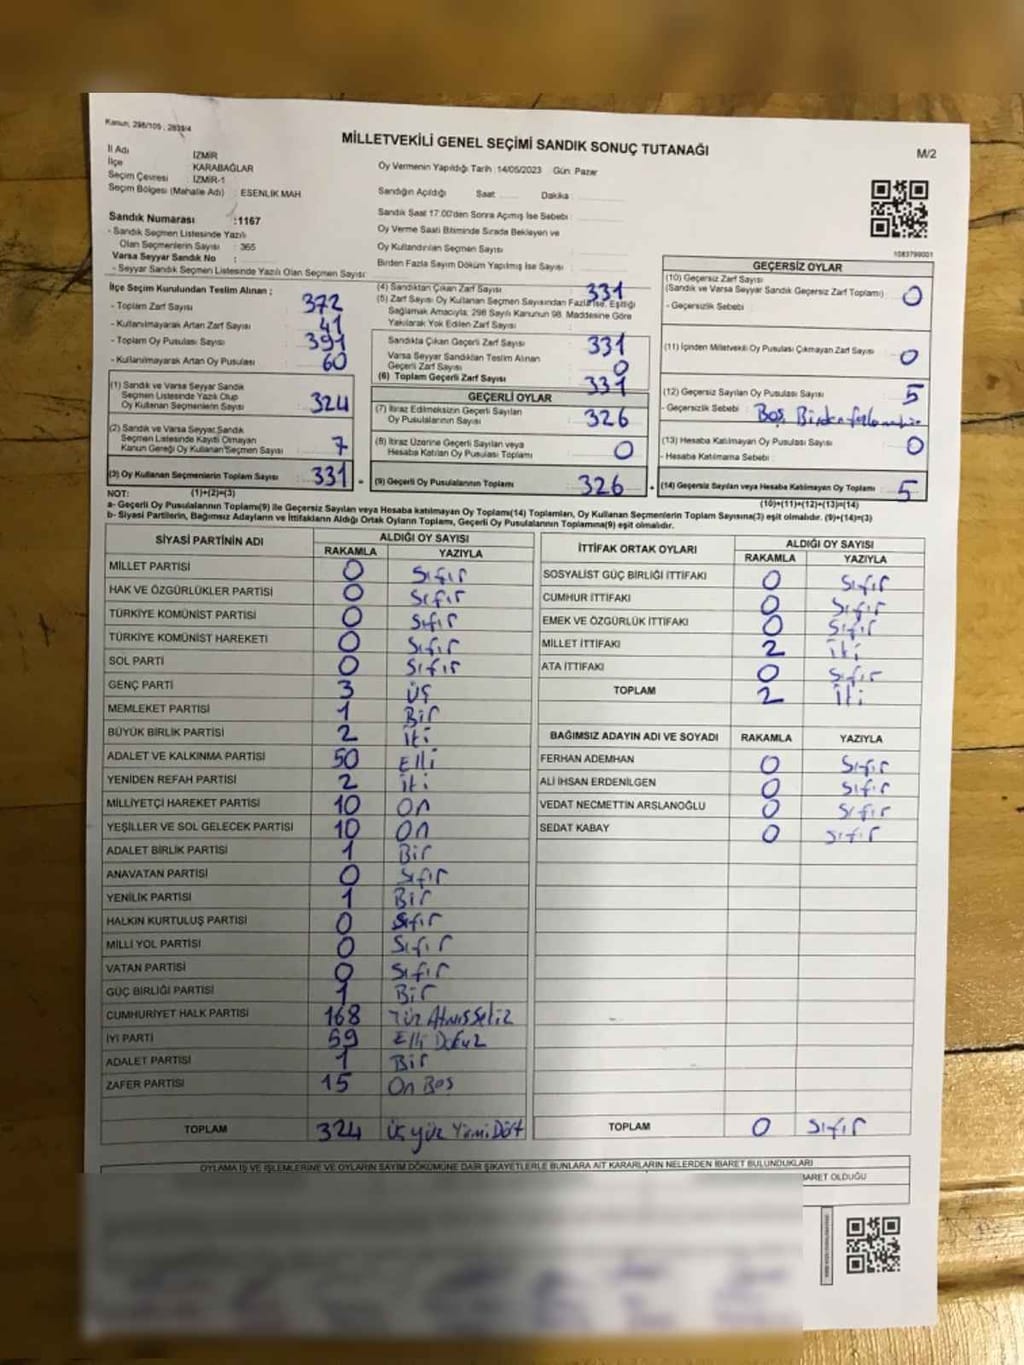 Kanun; 298/105 , 2839/4
MİLLETVEKİLİ GENEL SEÇİMİ SANDIK SONUÇ TUTANAĞI
M/2
İl Adı İZMİR
İlçe KARABAĞLAR
Seçim Çevresi : İZMİR-1
Seçim Bölgesi (Mahalle Adı) : ESENLİK MAH
Sandık Numarası :1167
- Sandık Seçmen Listesinde Yazılı
Olan Seçmenlerin Sayısı : 365
Varsa Seyyar Sandık No :
- Seyyar Sandık Seçmen Listesinde Yazılı Olan Seçmen Sayısı
Oy Vermenin Yapıldığı Tarih :14/05/2023 Gün: Pazar
Sandığın Açıldığı Saat Dakika
Sandık Saat 17.00'den Sonra Açılmış İse Sebebi
Oy Verme Saati Bitiminde Sırada Bekleyen ve
Oy Kullandırılan Seçmen Sayısı
Birden Fazla Sayım Döküm Yapılmış İse Sayısı
1083799001
İlçe Seçim Kurulundan Teslim Alınan ;
- Toplam Zarf Sayısı : 372
- Kullanılmayarak Artan Zarf Sayısı : 41
- Toplam Oy Pusulası Sayısı : 391
- Kullanılmayarak Artan Oy Pusulası : 60
(1) Sandık ve Varsa Seyyar Sandık
Seçmen Listesinde Yazılı Olup
Oy Kullanan Seçmenlerin Sayısı 324
(2) Sandık ve Varsa Seyyar Sandık
Seçmen Listesinde Kayıtlı Olmayan
Kanun Gereği Oy Kullanan Seçmen Sayısı 7
(3) Oy Kullanan Seçmenlerin Toplam Sayısı 331 =
(1)+(2)=(3)
(4) Sandıktan Çıkan Zarf Sayısı : 331
(5) Zarf Sayısı Oy Kullanan Seçmen Sayısından Fazla ise, Eşitliği
Sağlamak Amacıyla; 298 Sayılı Kanunun 98. Maddesine Göre
Yakılarak Yok Edilen Zarf Sayısı :
Sandıkta Çıkan Geçerli Zarf Sayısı : 331
Varsa Seyyar Sandıktan Teslim Alınan
Geçerli Zarf Sayısı : 0
(6) Toplam Geçerli Zarf Sayısı : 331
GEÇERLİ OYLAR
(7) İtiraz Edilmeksizin Geçerli Sayılan
Oy Pusulalarının Sayısı : 326
(8) İtiraz Üzerine Geçerli Sayılan veya
Hesaba Katılan Oy Pusulası Toplamı : 0
(9) Geçerli Oy Pusulalarının Toplamı 326 +
GEÇERSİZ OYLAR
(10) Geçersiz Zarf Sayısı
(Sandık ve Varsa Seyyar Sandık Geçersiz Zarf Toplamı) : 0
- Geçersizlik Sebebi :
(11) İçinden Milletvekili Oy Pusulası Çıkmayan Zarf Sayısı : 0
(12) Geçersiz Sayılan Oy Pusulası Sayısı : 5
- Geçersizlik Sebebi : Boş,
(13) Hesaba Katılmayan Oy Pusulası Sayısı : 0
- Hesaba Katılmama Sebebi :
(14) Geçersiz Sayılan veya Hesaba Katılmayan Oy Toplamı : 5
(10)+(11)+(12)+(13)=(14)
NOT:
a- Geçerli Oy Pusulalarının Toplamı(9) ile Geçersiz Sayılan veya Hesaba katılmayan Oy Toplamı(14) Toplamları, Oy Kullanan Seçmenlerin Toplam Sayısına(3) eşit olmalıdır. (9)+(14)=(3)
b- Siyasi Partilerin, Bağımsız Adayların ve İttifakların Aldığı Ortak Oyların Toplamı, Geçerli Oy Pusulalarının Toplamına(9) eşit olmalıdır.
SİYASİ PARTİNİN ADI ALDIĞI OY SAYISI
RAKAMLA YAZIYLA
MİLLET PARTİSİ 0 Sıfır
HAK VE ÖZGÜRLÜKLER PARTİSİ 0 Sıfır
TÜRKİYE KOMÜNİST PARTİSİ 0 Sıfır
TÜRKİYE KOMÜNİST HAREKETİ 0 Sıfır
SOL PARTİ 0 Sıfır
GENÇ PARTİ 3 Üç
MEMLEKET PARTİSİ 1 Bir
BÜYÜK BİRLİK PARTİSİ 2 İki
ADALET VE KALKINMA PARTİSİ 50 Elli
YENİDEN REFAH PARTİSİ 2 İki
MİLLİYETÇİ HAREKET PARTİSİ 10 On
YEŞİLLER VE SOL GELECEK PARTİSİ 10 On
ADALET BİRLİK PARTİSİ 1 Bir
ANAVATAN PARTİSİ 0 Sıfır
YENİLİK PARTİSİ 1 Bir
HALKIN KURTULUŞ PARTİSİ 0 Sıfır
MİLLİ YOL PARTİSİ 0 Sıfır
VATAN PARTİSİ 0 Sıfır
GÜÇ BİRLİĞİ PARTİSİ 1 Bir
CUMHURİYET HALK PARTİSİ 168 Yüz Atmış Sekiz
İYİ PARTİ 59 Elli Dokuz
ADALET PARTİSİ 1 Bir
ZAFER PARTİSİ 15 On Beş
TOPLAM 324 Üç yüz Yirmi Dört
İTTİFAK ORTAK OYLARI ALDIĞI OY SAYISI
RAKAMLA YAZIYLA
SOSYALİST GÜÇ BİRLİĞİ İTTİFAKI 0 Sıfır
CUMHUR İTTİFAKI 0 Sıfır
EMEK VE ÖZGÜRLÜK İTTİFAKI 0 Sıfır
MİLLET İTTİFAKI 2 İki
ATA İTTİFAKI 0 Sıfır
TOPLAM 2 İki
BAĞIMSIZ ADAYIN ADI VE SOYADI RAKAMLA YAZIYLA
FERHAN ADEMHAN 0 Sıfır
ALİ İHSAN ERDENİLGEN 0 Sıfır
VEDAT NECMETTİN ARSLANOĞLU 0 Sıfır
SEDAT KABAY 0 Sıfır
TOPLAM 0 Sıfır
OYLAMA İŞ VE İŞLEMLERİNE VE OYLARIN SAYIM DÖKÜMÜNE DAİR ŞİKAYETLERLE BUNLARA AİT KARARLARIN NELERDEN İBARET BULUNDUKLARI
BARET OLDUĞU